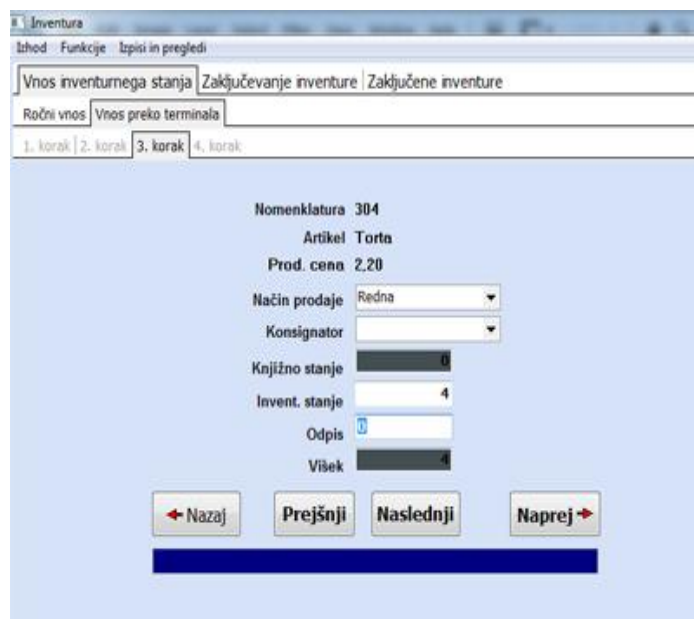 Inventura
Izhod Funkcije Izpisi in pregledi
Vnos inventurnega stanja Zaključevanje inventure Zaključene inventure
Ročni vnos Vnos preko terminala
1. korak 2. korak 3. korak 4. korak
Nomenklatura 304
Artikel Torta
Prod. cena 2,20
Način prodaje Redna
Konsignator
Knjižno stanje 0
Invent. stanje 4
Odpis 0
Višek 4
Nazaj Prejšnji Naslednji Naprej